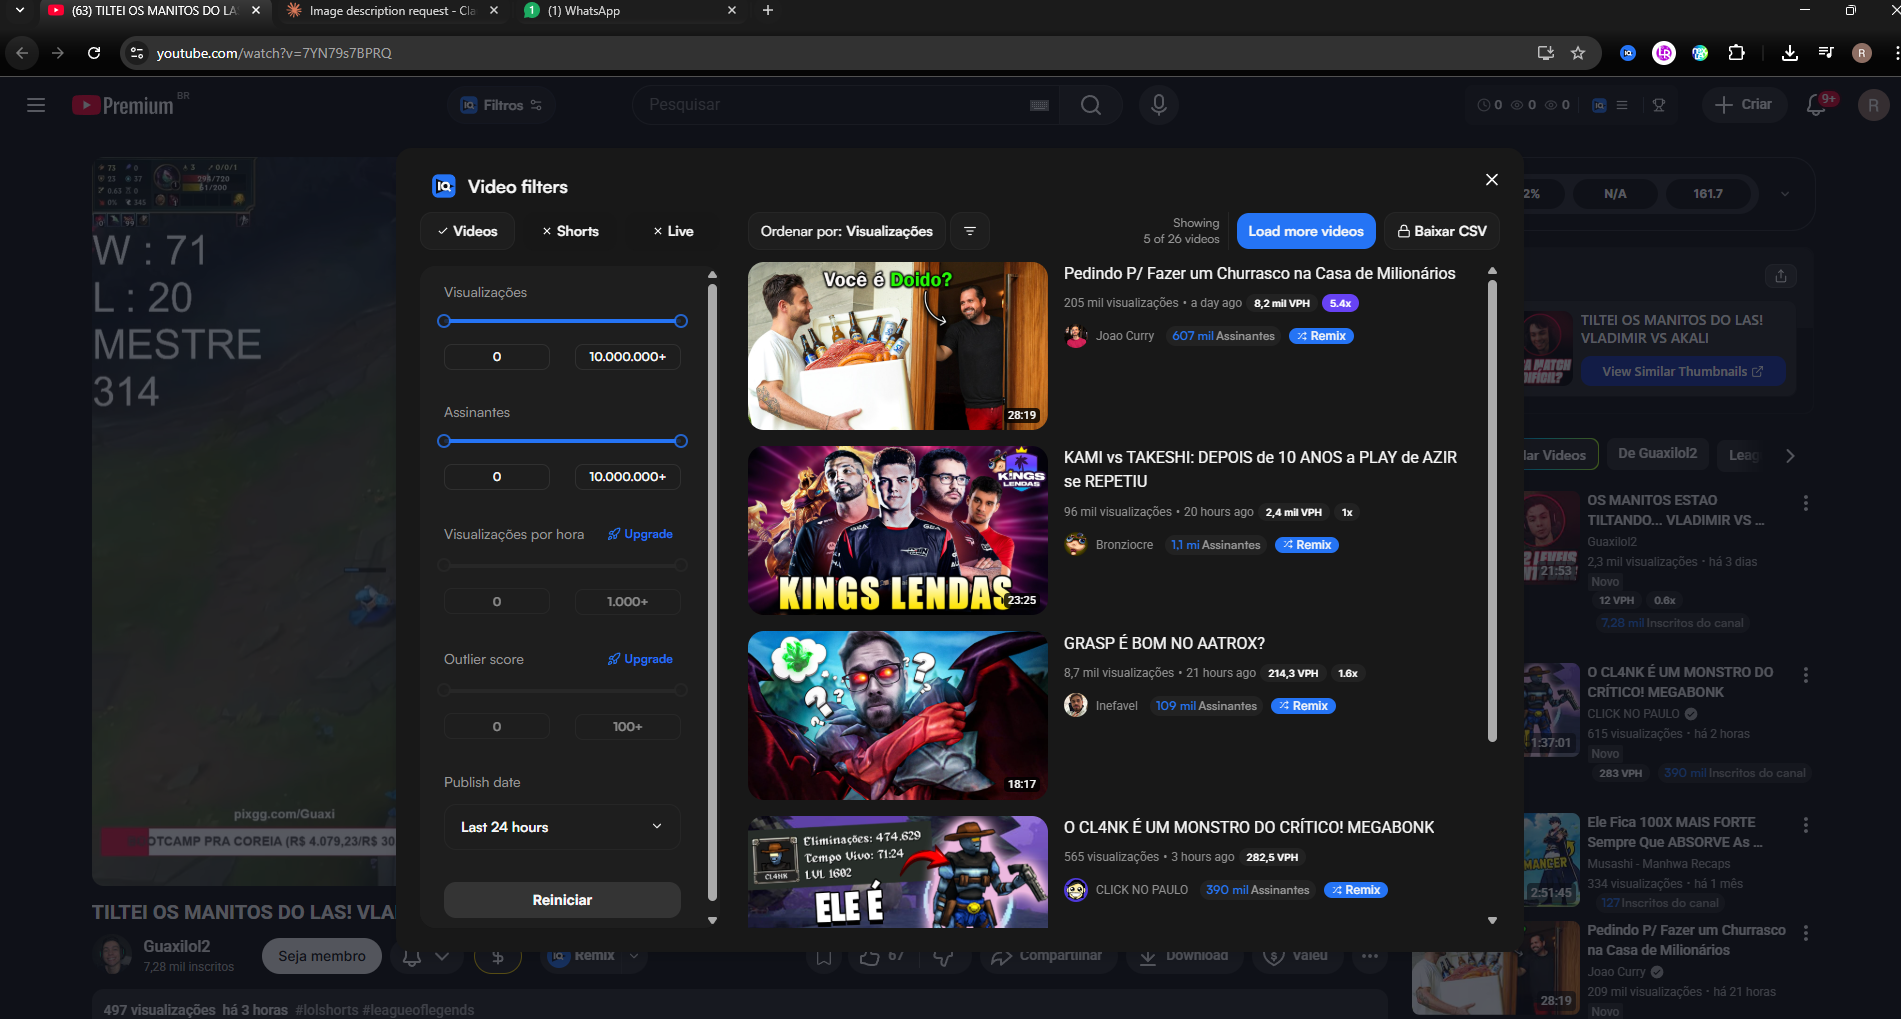 (63) TILTEI OS MANITOS DO LA
Image description request - Cla
1
(1) WhatsApp
youtube.com/watch?v=7YN79s7BPRQ
Premium BR
Filtros
Pesquisar
0 0 0
Criar
9+
R
IQ Video filters
Videos
Shorts
Live
Ordenar por: Visualizações
Showing
5 of 26 videos
Load more videos
Baixar CSV
Visualizações
0
10.000.000+
Assinantes
0
10.000.000+
Visualizações por hora
Upgrade
0
1.000+
Outlier score
Upgrade
0
100+
Publish date
Last 24 hours
Reiniciar
Você é Doido?
28:19
Pedindo P/ Fazer um Churrasco na Casa de Milionários
205 mil visualizações • a day ago 8,2 mil VPH 5.4x
Joao Curry 607 mil Assinantes Remix
KINGS LENDAS
KINGS LENDAS
23:25
KAMI vs TAKESHI: DEPOIS de 10 ANOS a PLAY de AZIR
se REPETIU
96 mil visualizações • 20 hours ago 2,4 mil VPH 1x
Bronziocre 1,1 mi Assinantes Remix
18:17
GRASP É BOM NO AATROX?
8,7 mil visualizações • 21 hours ago 214,3 VPH 1.6x
Inefavel 109 mil Assinantes Remix
CL4NK
Eliminações: 474.629
Tempo Vivo: 71:24
LVL 1602
ELE É
O CL4NK É UM MONSTRO DO CRÍTICO! MEGABONK
565 visualizações • 3 hours ago 282,5 VPH
CLICK NO PAULO 390 mil Assinantes Remix
W : 71
L : 20
MESTRE
314
pixgg.com/Guaxi
OTCAMP PRA COREIA (R$ 4.079,23/R$ 30
TILTEI OS MANITOS DO LAS! VLA
Guaxilol2
7,28 mil inscritos
Seja membro
Remix
67
Compartilhar
Download
Valeu
497 visualizações há 3 horas #lolshorts #leagueoflegends
2%
N/A
161.7
TILTEI OS MANITOS DO LAS!
VLADIMIR VS AKALI
View Similar Thumbnails
lar Videos
De Guaxilol2
Leag
21:53
OS MANITOS ESTAO
TILTANDO... VLADIMIR VS ...
Guaxilol2
2,3 mil visualizações • há 3 dias
Novo
12 VPH 0.6x
7,28 mil Inscritos do canal
1:37:01
O CL4NK É UM MONSTRO DO
CRÍTICO! MEGABONK
CLICK NO PAULO
615 visualizações • há 2 horas
Novo
283 VPH 390 mil Inscritos do canal
2:51:45
Ele Fica 100X MAIS FORTE
Sempre Que ABSORVE As ...
Musashi - Manhwa Recaps
334 visualizações • há 1 mês
127 Inscritos do canal
28:19
Pedindo P/ Fazer um Churrasco
na Casa de Milionários
Joao Curry
209 mil visualizações • há 21 horas
Novo